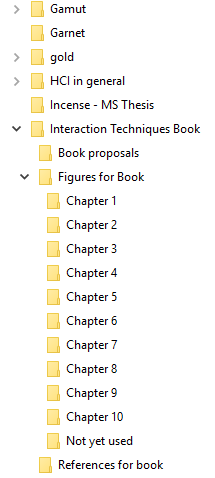 Gamut
Garnet
gold
HCI in general
Incense - MS Thesis
Interaction Techniques Book
Book proposals
Figures for Book
Chapter 1
Chapter 2
Chapter 3
Chapter 4
Chapter 5
Chapter 6
Chapter 7
Chapter 8
Chapter 9
Chapter 10
Not yet used
References for book